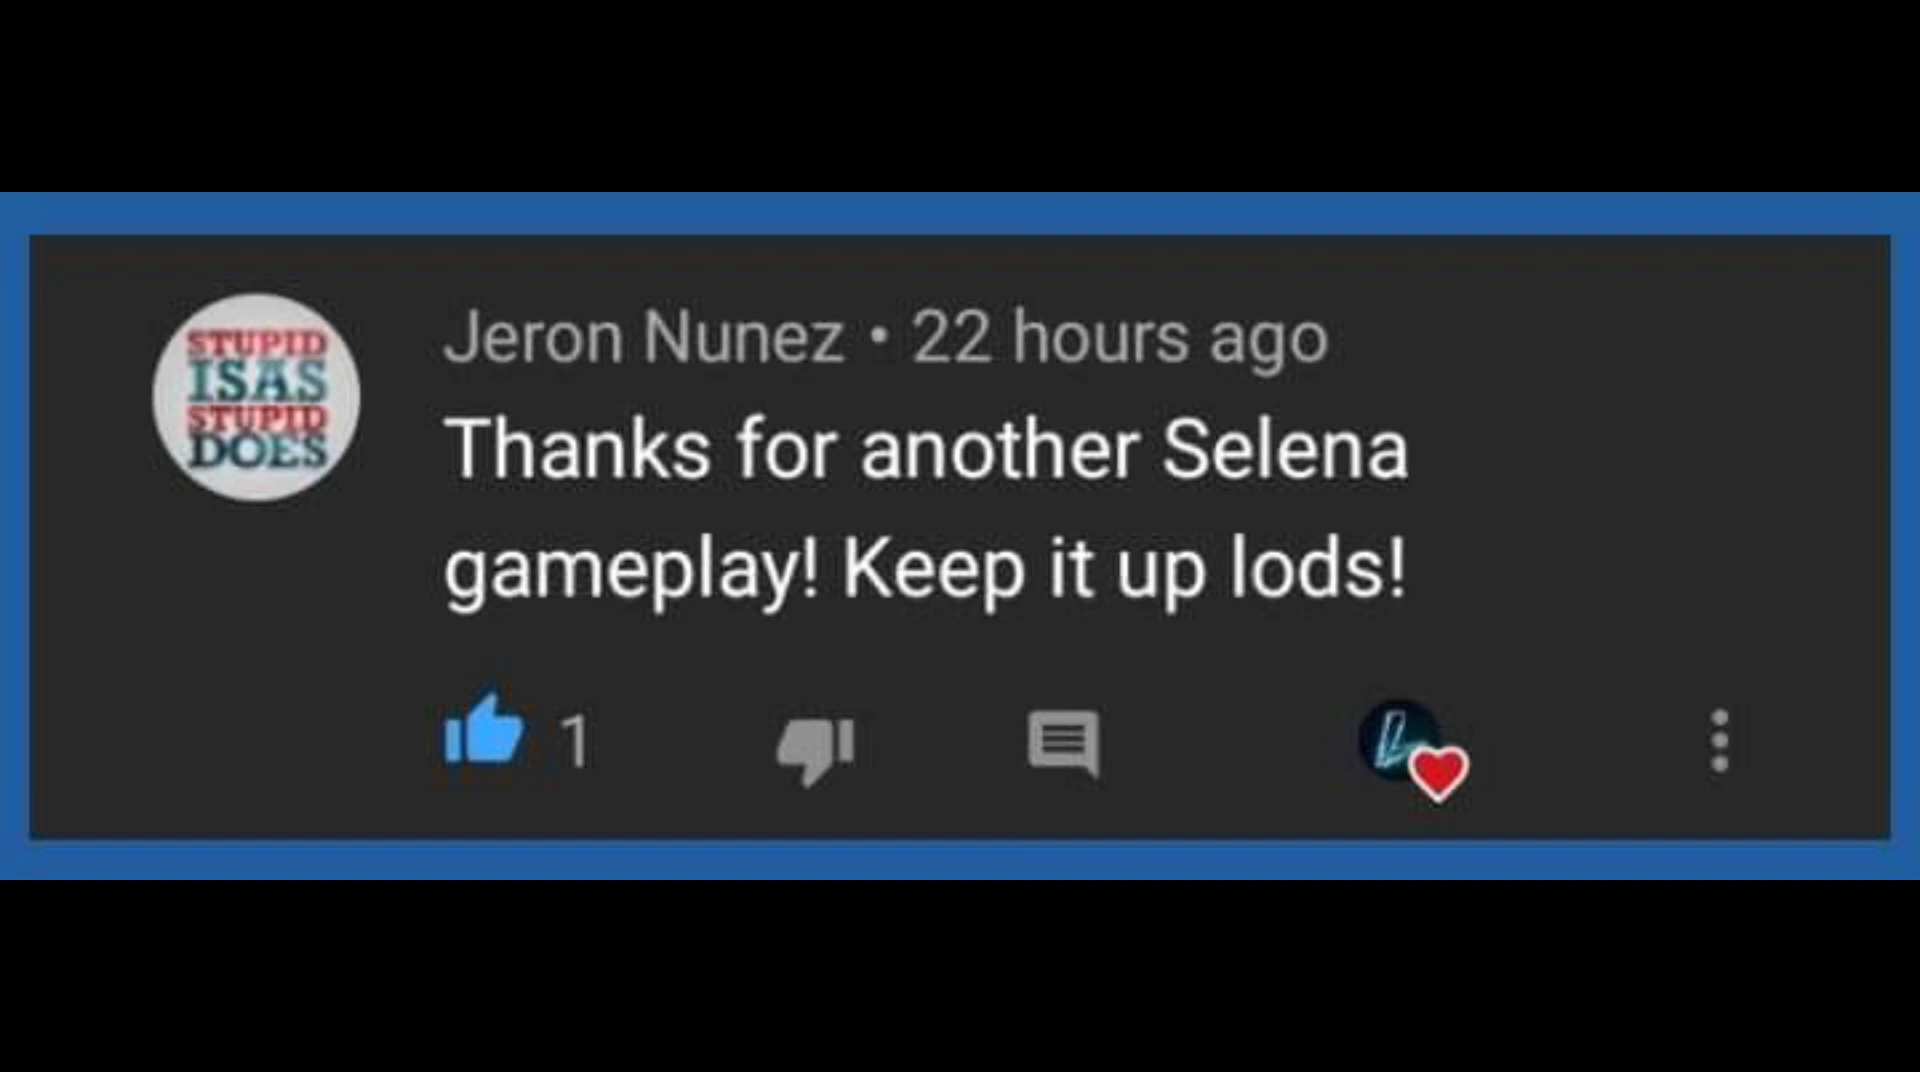 STUPID
ISAS
STUPID
DOES
Jeron Nunez • 22 hours ago
Thanks for another Selena
gameplay! Keep it up lods!
1
L